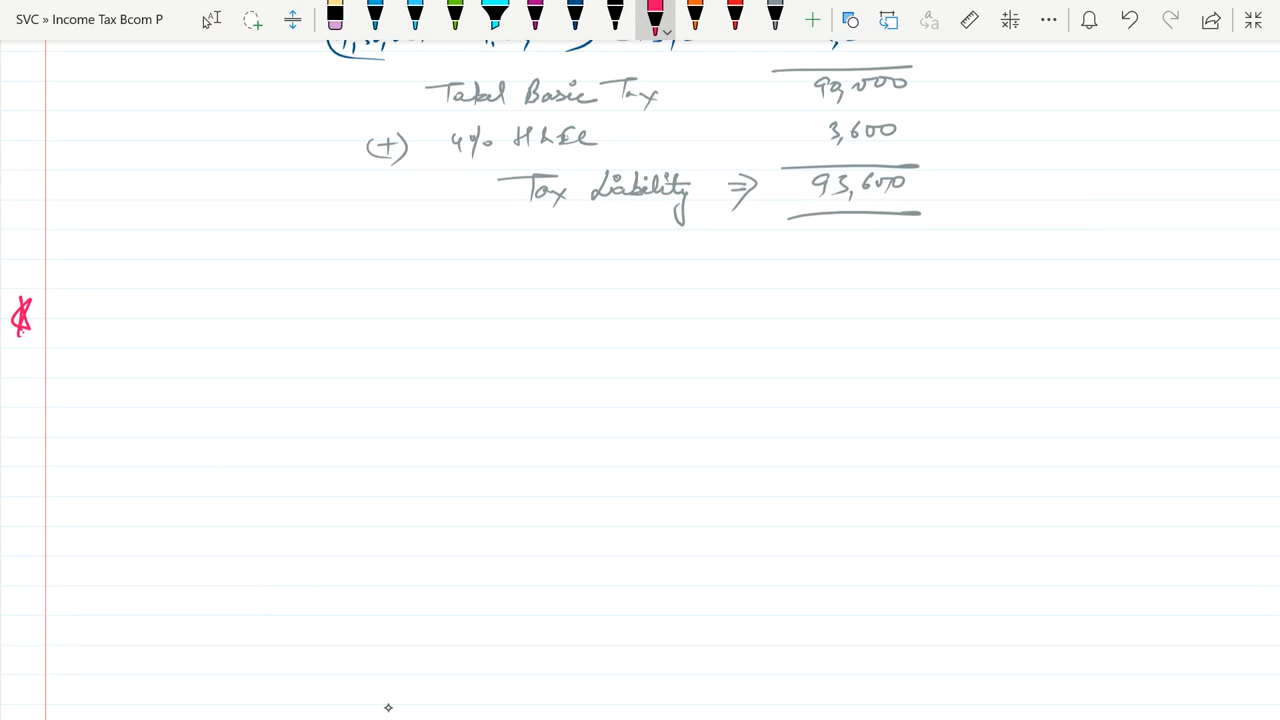 SVC » Income Tax Bcom P
Total Basic Tax 90,000
(+) 4% H&EC 3,600
Tax Liability ⇒ 93,600